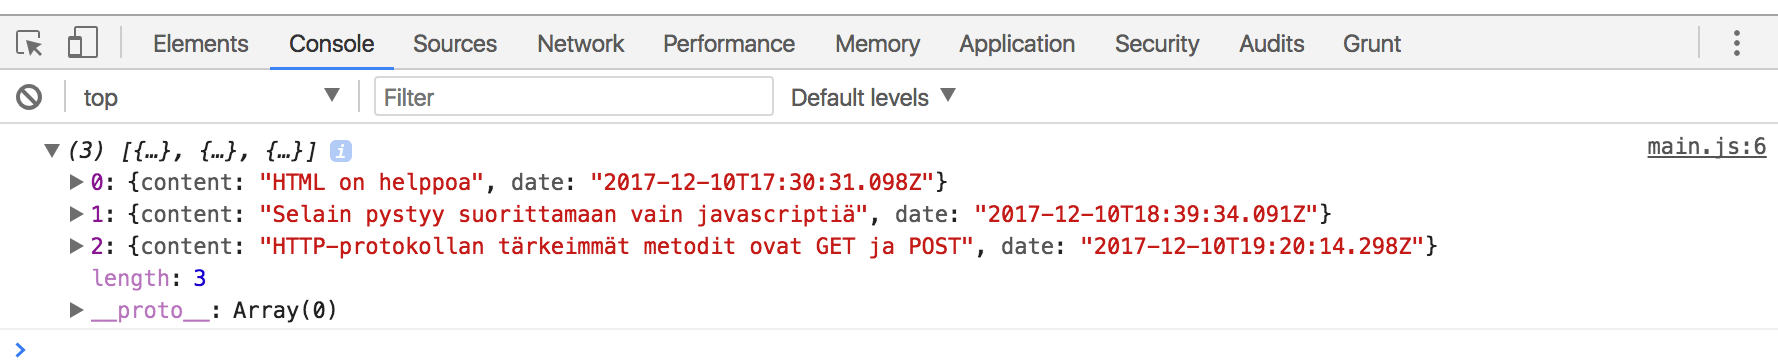 Elements Console Sources Network Performance Memory Application Security Audits Grunt
top Filter Default levels
(3) [{…}, {…}, {…}] i main.js:6
0: {content: "HTML on helppoa", date: "2017-12-10T17:30:31.098Z"}
1: {content: "Selain pystyy suorittamaan vain javascriptiä", date: "2017-12-10T18:39:34.091Z"}
2: {content: "HTTP-protokollan tärkeimmät metodit ovat GET ja POST", date: "2017-12-10T19:20:14.298Z"}
length: 3
__proto__: Array(0)